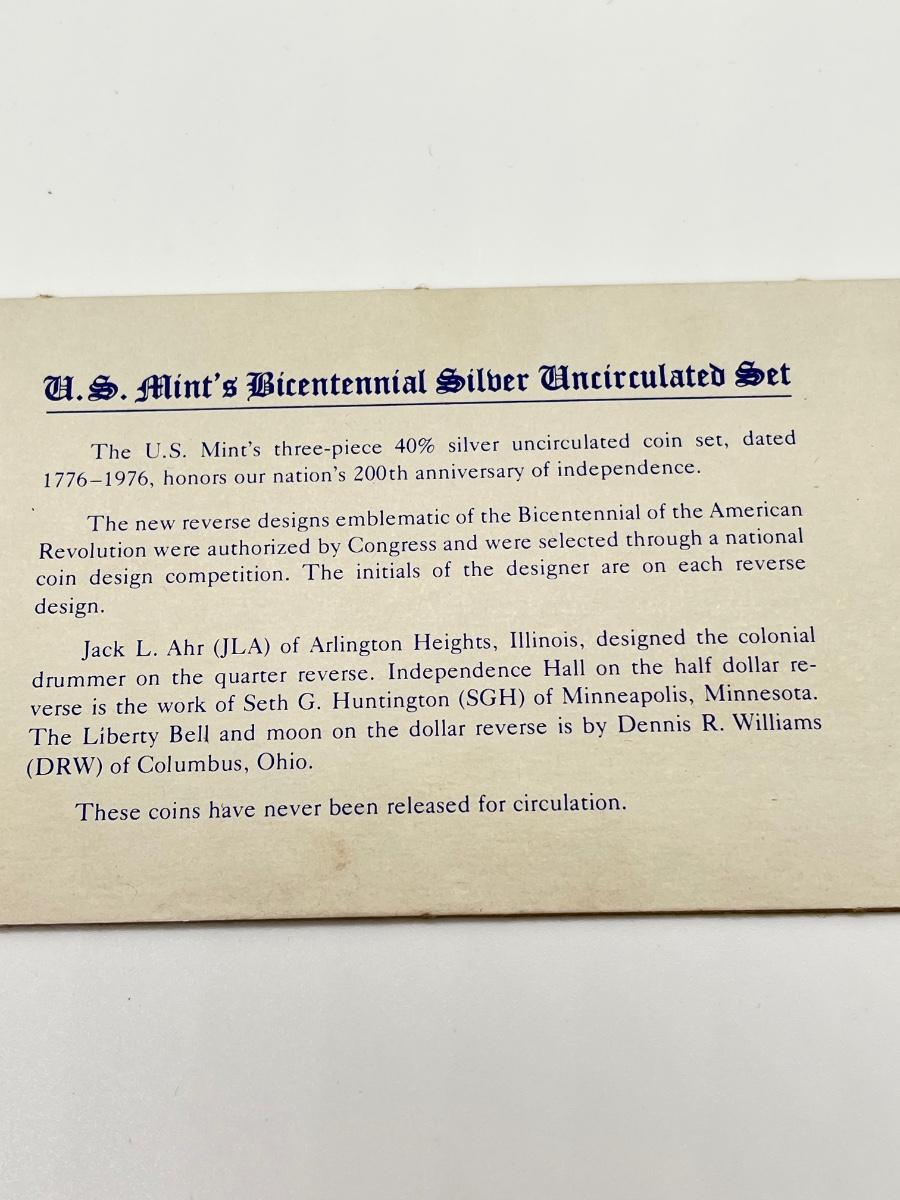 U.S. Mint's Bicentennial Silver Uncirculated Set
The U.S. Mint's three-piece 40% silver uncirculated coin set, dated
1776–1976, honors our nation's 200th anniversary of independence.
The new reverse designs emblematic of the Bicentennial of the American
Revolution were authorized by Congress and were selected through a national
coin design competition. The initials of the designer are on each reverse
design.
Jack L. Ahr (JLA) of Arlington Heights, Illinois, designed the colonial
drummer on the quarter reverse. Independence Hall on the half dollar re-
verse is the work of Seth G. Huntington (SGH) of Minneapolis, Minnesota.
The Liberty Bell and moon on the dollar reverse is by Dennis R. Williams
(DRW) of Columbus, Ohio.
These coins have never been released for circulation.